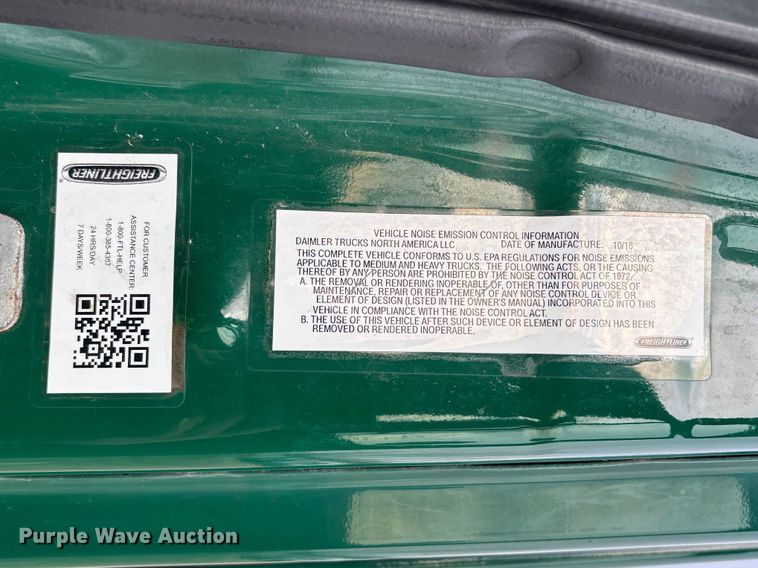 FREIGHTLINER
FOR CUSTOMER
ASSISTANCE CENTER
1-800-FTL-HELP
1-800-385-4357
24 HRS/DAY
7 DAYS/WEEK
VEHICLE NOISE EMISSION CONTROL INFORMATION
DAIMLER TRUCKS NORTH AMERICA LLC DATE OF MANUFACTURE: 10/16
THIS COMPLETE VEHICLE CONFORMS TO U.S. EPA REGULATIONS FOR NOISE EMISSIONS
APPLICABLE TO MEDIUM AND HEAVY TRUCKS. THE FOLLOWING ACTS, OR THE CAUSING
THEREOF BY ANY PERSON ARE PROHIBITED BY THE NOISE CONTROL ACT OF 1972
A. THE REMOVAL OR RENDERING INOPERABLE OF, OTHER THAN FOR PURPOSES OF
MAINTENANCE, REPAIR OR REPLACEMENT OF ANY NOISE CONTROL DEVICE OR
ELEMENT OF DESIGN (LISTED IN THE OWNERS MANUAL) INCORPORATED INTO THIS
VEHICLE IN COMPLIANCE WITH THE NOISE CONTROL ACT.
B. THE USE OF THIS VEHICLE AFTER SUCH DEVICE OR ELEMENT OF DESIGN HAS BEEN
REMOVED OR RENDERED INOPERABLE.
FREIGHTLINER
Purple Wave Auction